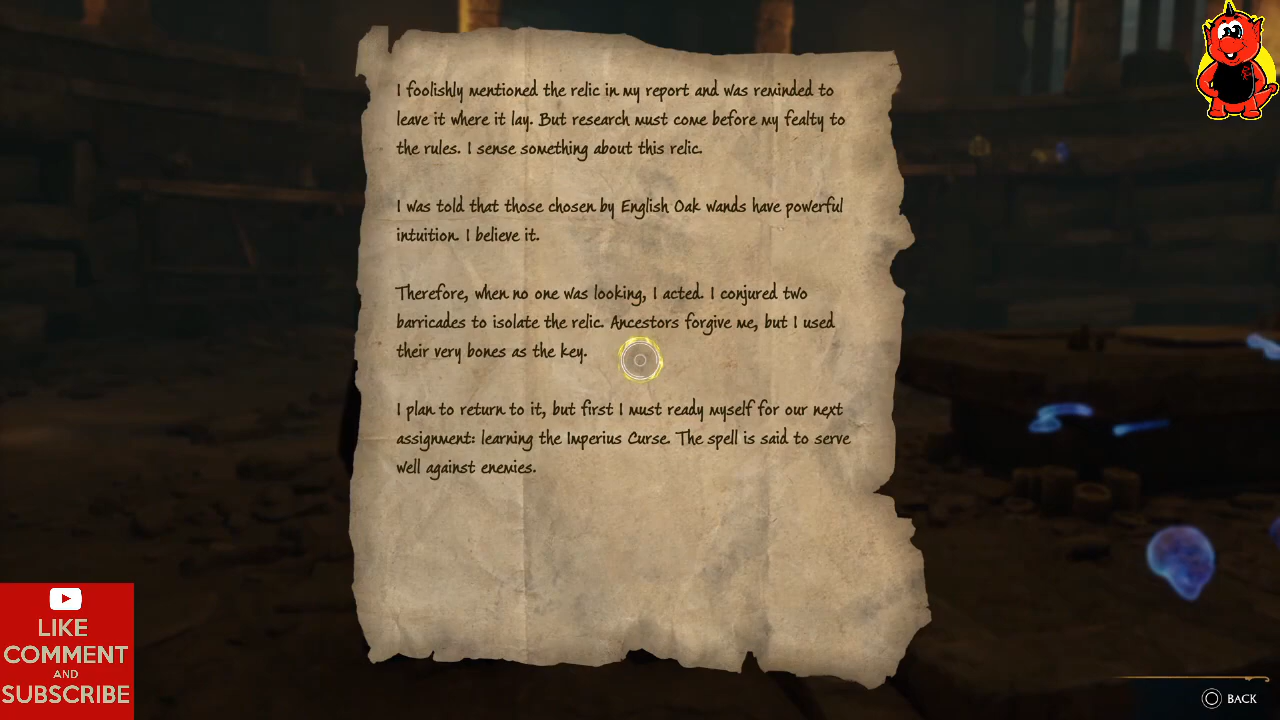 I foolishly mentioned the relic in my report and was reminded to
leave it where it lay. But research must come before my fealty to
the rules. I sense something about this relic.
I was told that those chosen by English Oak wands have powerful
intuition. I believe it.
Therefore, when no one was looking, I acted. I conjured two
barricades to isolate the relic. Ancestors forgive me, but I used
their very bones as the key.
I plan to return to it, but first I must ready myself for our next
assignment: learning the Imperius Curse. The spell is said to serve
well against enemies.
LIKE
COMMENT
AND
SUBSCRIBE
BACK